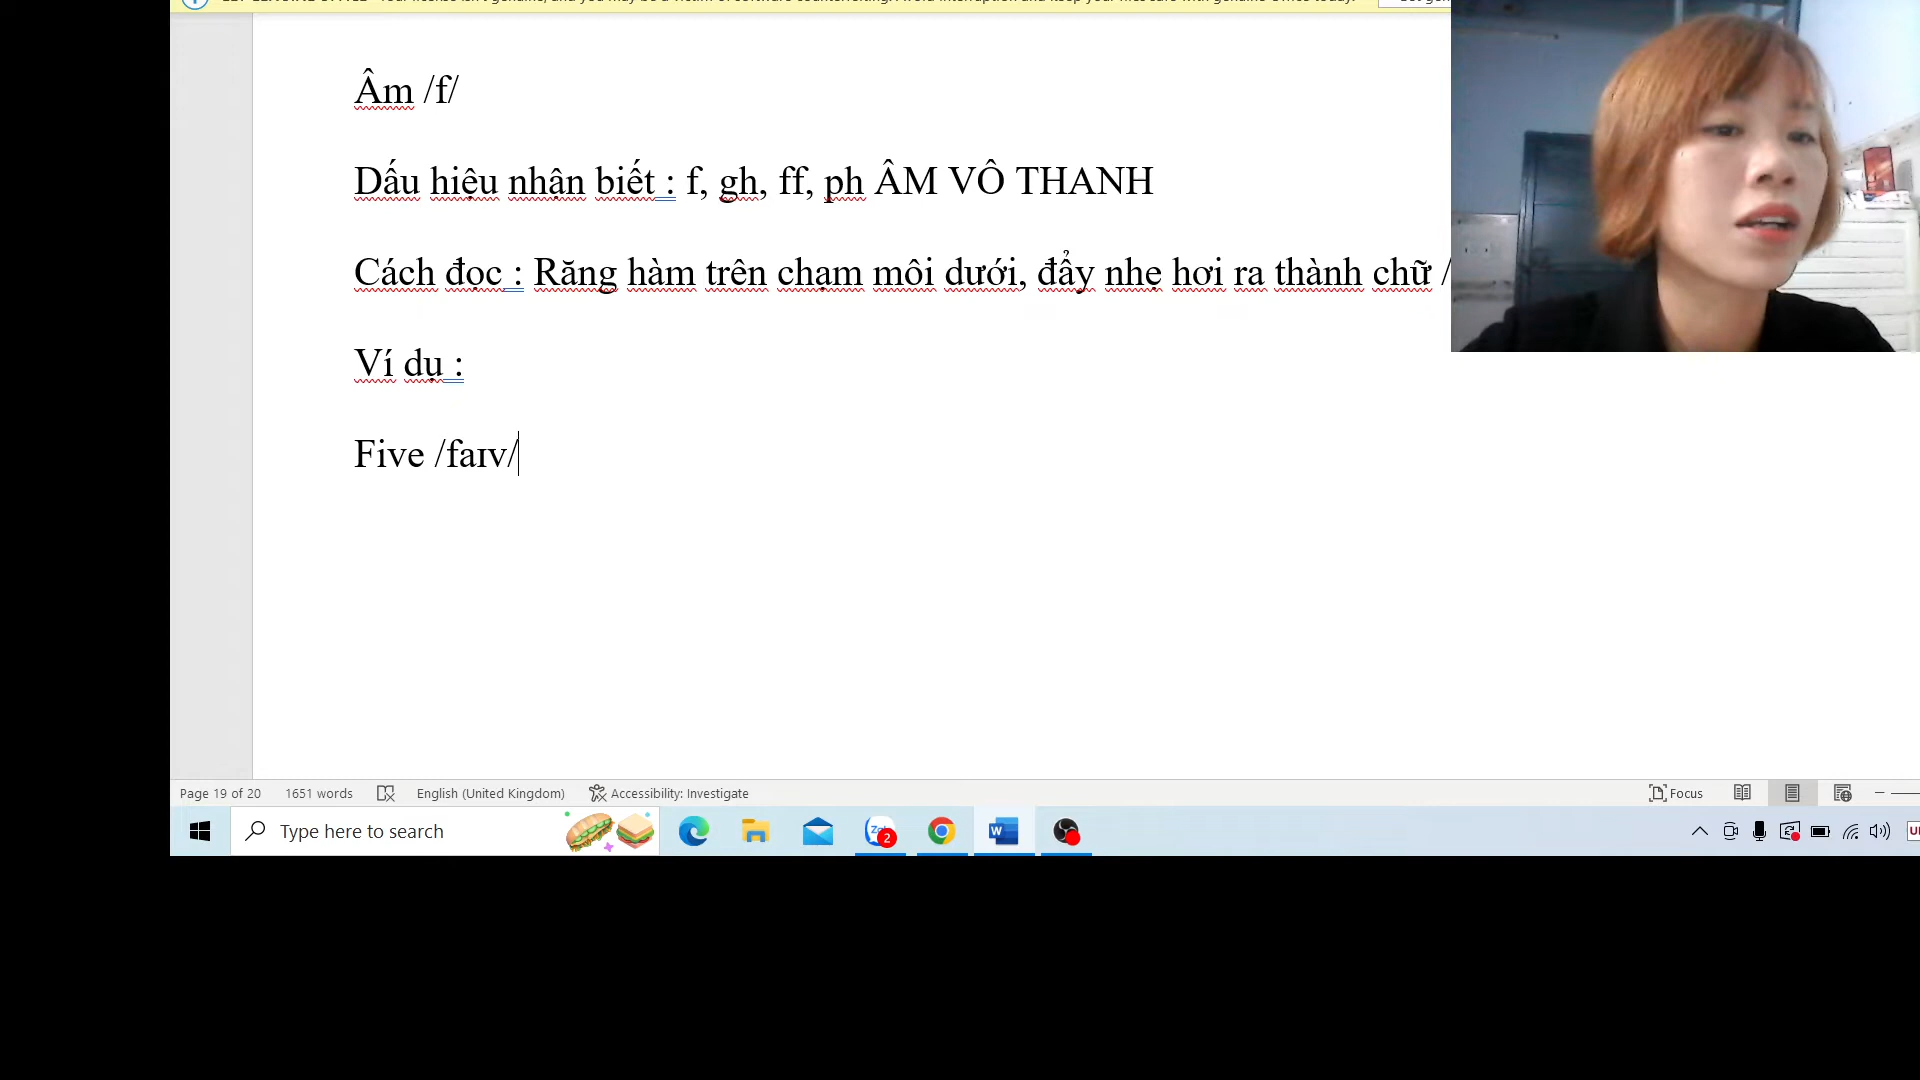 Âm /f/
Dấu hiệu nhận biết : f, gh, ff, ph ÂM VÔ THANH
Cách đọc : Răng hàm trên chạm môi dưới, đẩy nhẹ hơi ra thành chữ /
Ví dụ :
Five /faɪv/
Page 19 of 20 1651 words English (United Kingdom) Accessibility: Investigate Focus
Type here to search 2